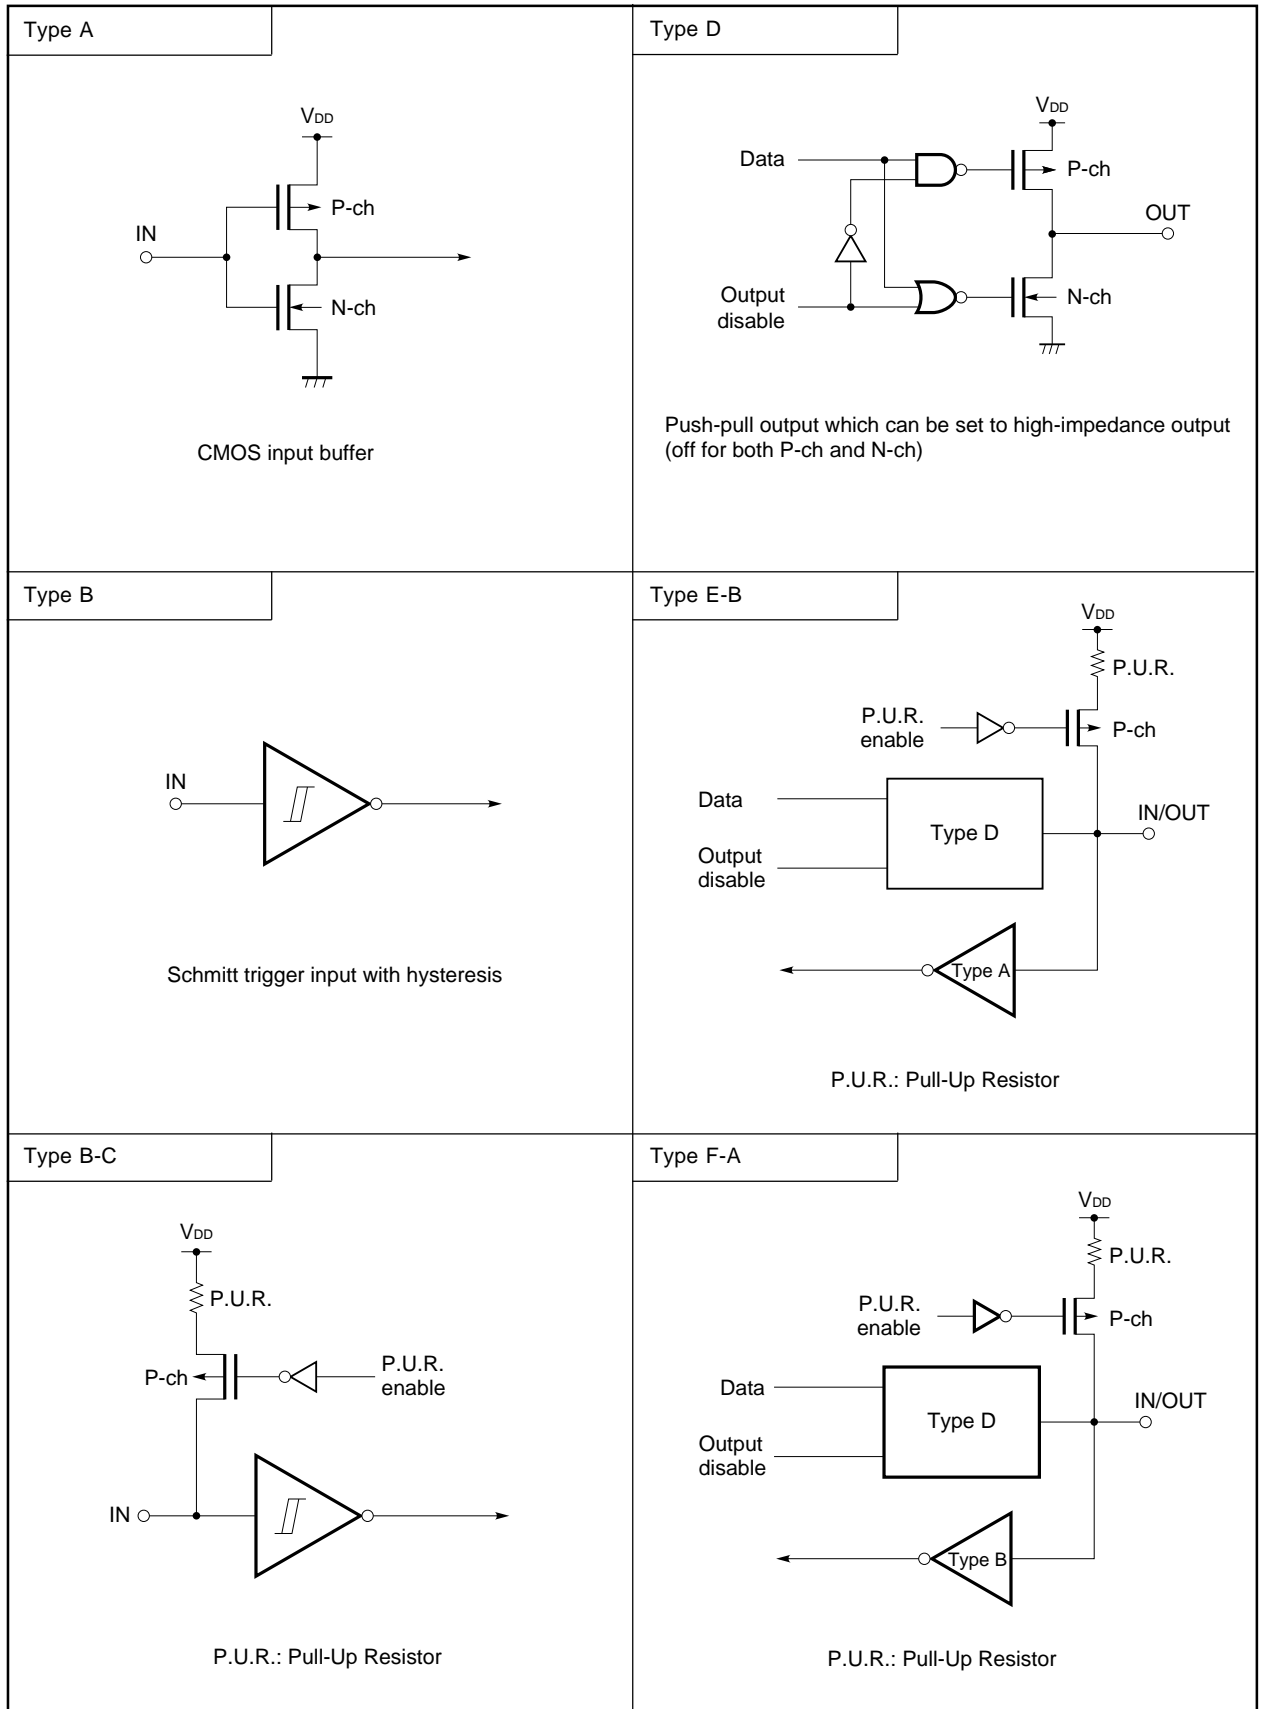 Type A
VDD
P-ch
IN
N-ch
CMOS input buffer
Type D
VDD
Data
P-ch
OUT
Output
disable
N-ch
Push-pull output which can be set to high-impedance output
(off for both P-ch and N-ch)
Type B
IN
Schmitt trigger input with hysteresis
Type E-B
VDD
P.U.R.
P.U.R.
enable
P-ch
Data
IN/OUT
Type D
Output
disable
Type A
P.U.R.: Pull-Up Resistor
Type B-C
VDD
P.U.R.
P-ch
P.U.R.
enable
IN
P.U.R.: Pull-Up Resistor
Type F-A
VDD
P.U.R.
P.U.R.
enable
P-ch
Data
IN/OUT
Type D
Output
disable
Type B
P.U.R.: Pull-Up Resistor